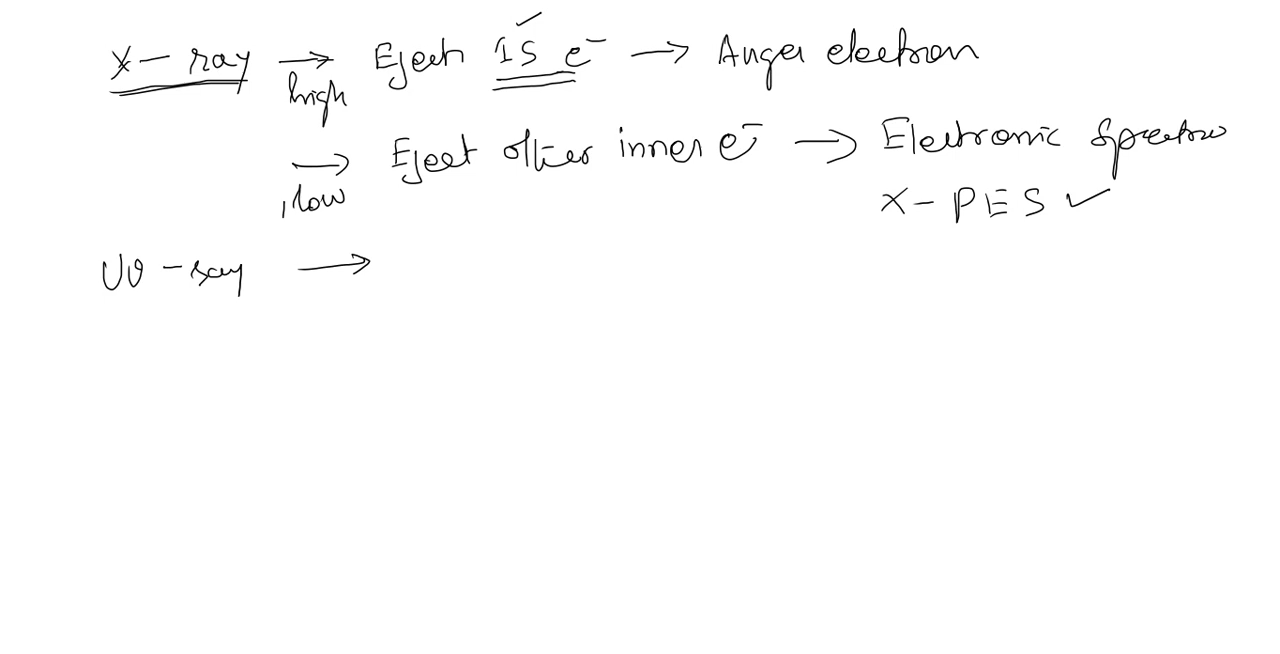 X-ray → high Eject 1S e⁻ → Auger electron
→ low Eject other inner e⁻ → Electronic Spectra
X-PES ✓
UV-ray →